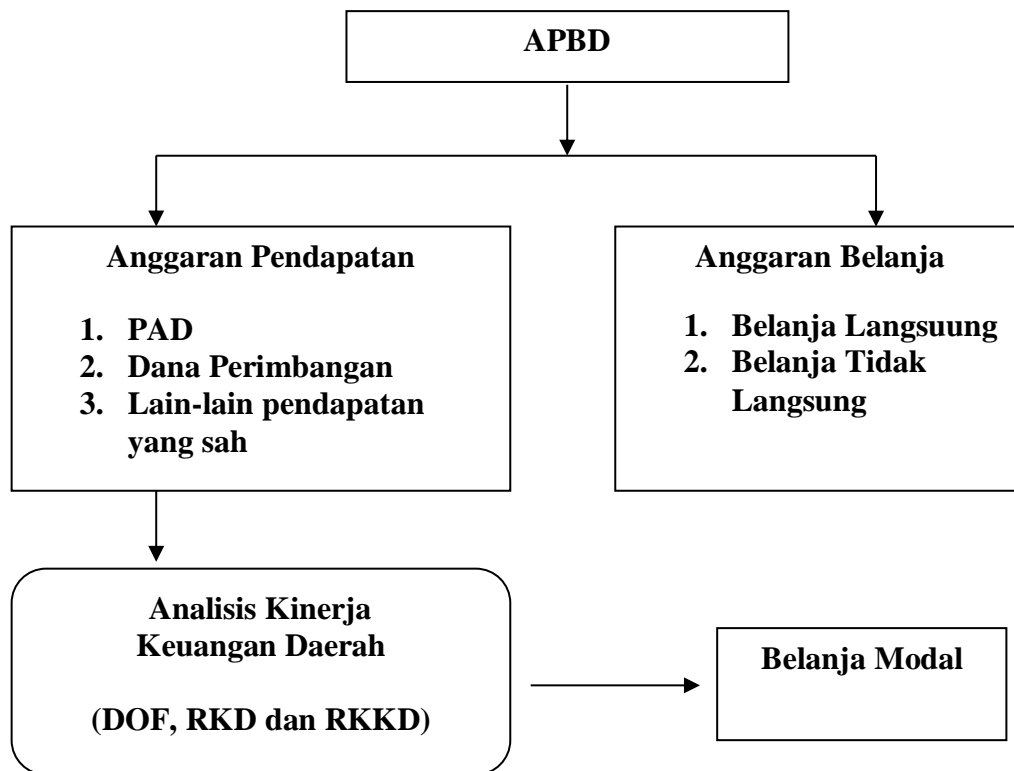 APBD
Anggaran Pendapatan
1. PAD
2. Dana Perimbangan
3. Lain-lain pendapatan
yang sah
Anggaran Belanja
1. Belanja Langsuung
2. Belanja Tidak
Langsung
Analisis Kinerja
Keuangan Daerah
(DOF, RKD dan RKKD)
Belanja Modal